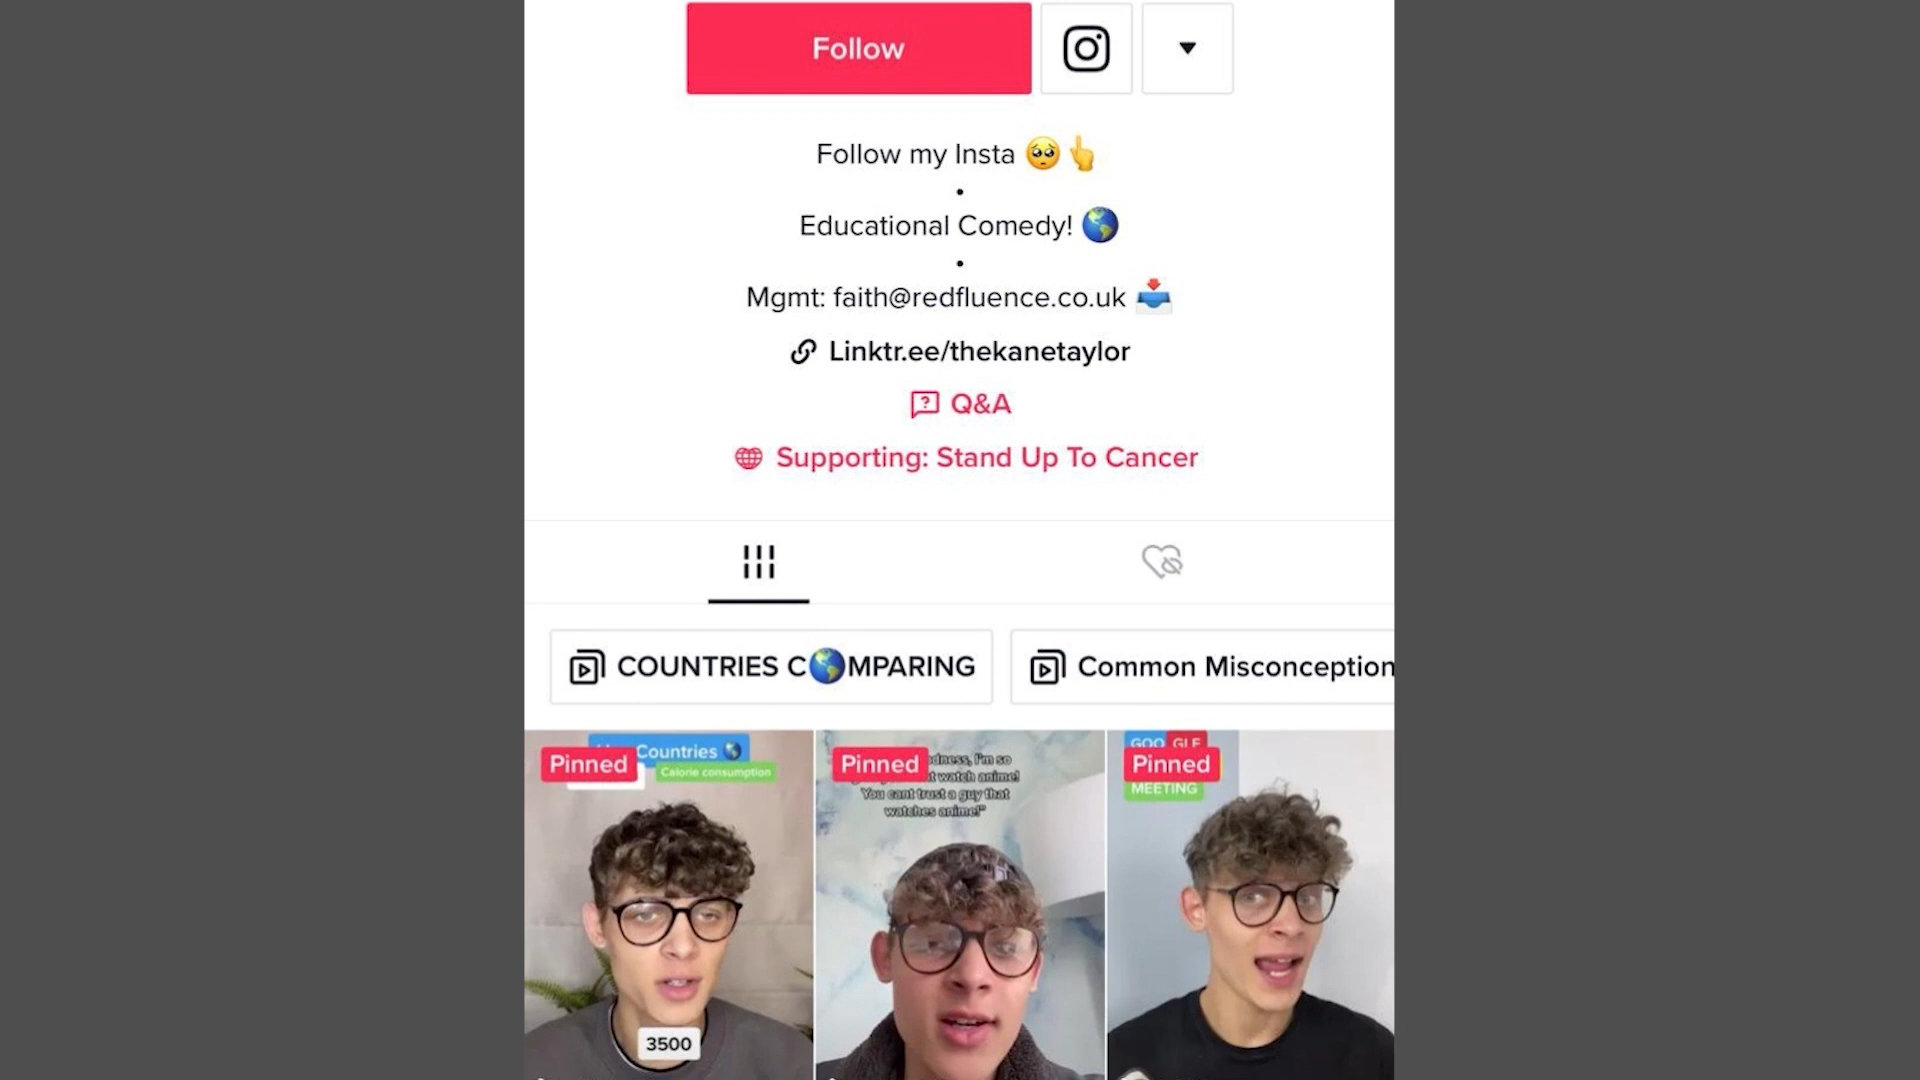 Follow
Follow my Insta 🥺👆
•
Educational Comedy! 🌎
•
Mgmt: faith@redfluence.co.uk 📥
Linktr.ee/thekanetaylor
Q&A
Supporting: Stand Up To Cancer
COUNTRIES C🌎MPARING
Common Misconception
Pinned
Countries 🌎
Calorie consumption
3500
Pinned
I'm so
watch anime!
You cant trust a guy that
watches anime!"
GOOGLE
Pinned
MEETING